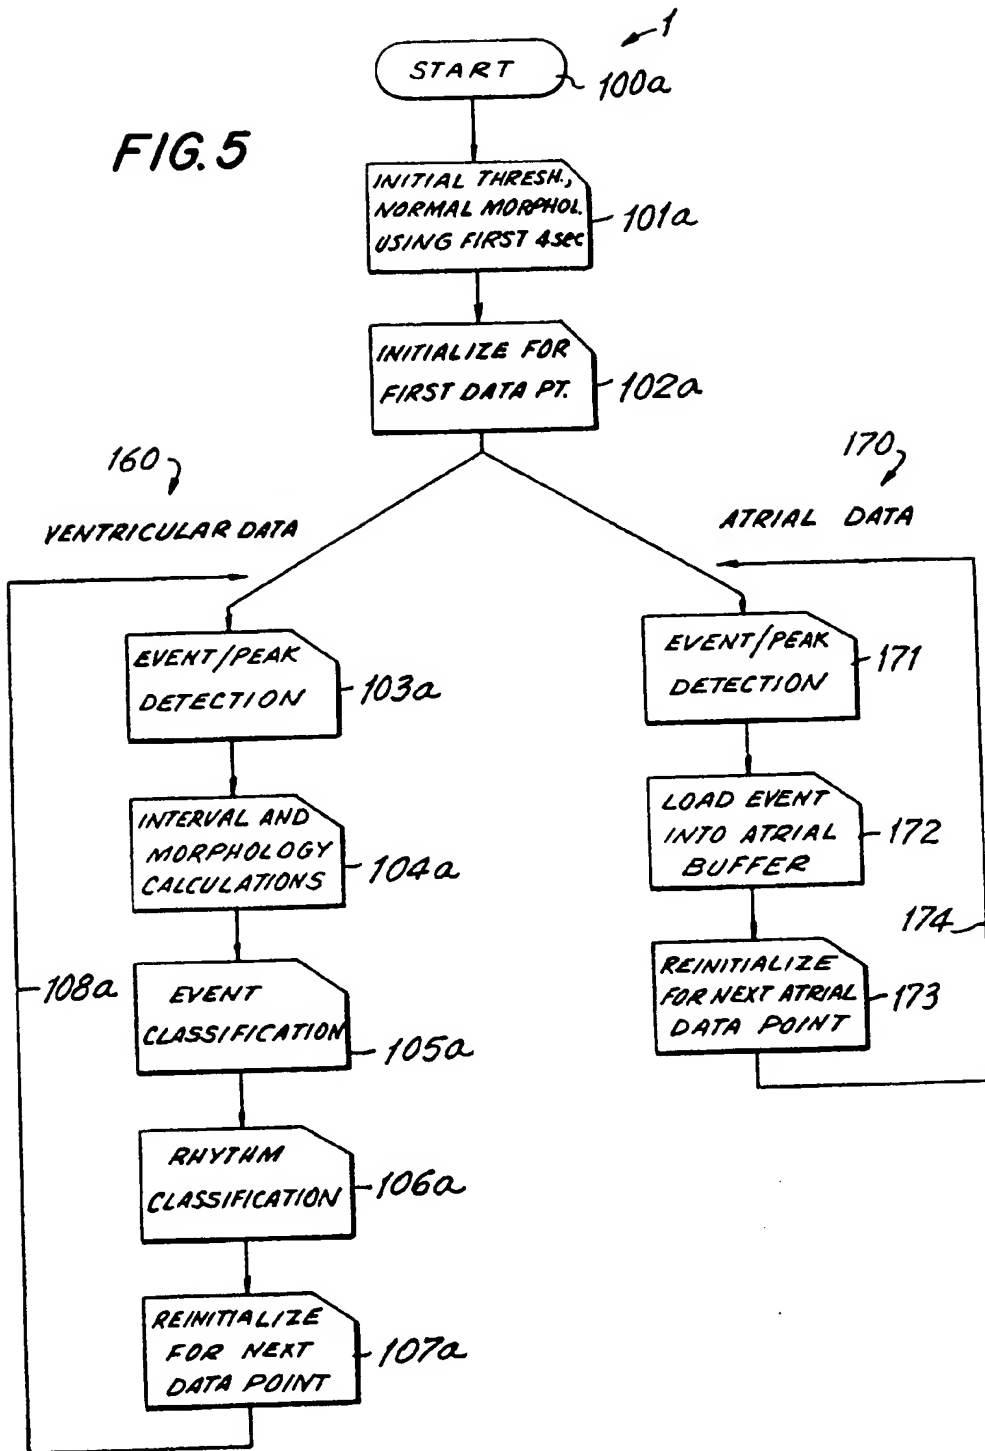 1
START
100a
FIG. 5
INITIAL THRESH.,
NORMAL MORPHOL.
USING FIRST 4sec
101a
INITIALIZE FOR
FIRST DATA PT.
102a
160
VENTRICULAR DATA
170
ATRIAL DATA
EVENT/PEAK
DETECTION
103a
INTERVAL AND
MORPHOLOGY
CALCULATIONS
104a
108a
EVENT
CLASSIFICATION
105a
RHYTHM
CLASSIFICATION
106a
REINITIALIZE
FOR NEXT
DATA POINT
107a
EVENT/PEAK
DETECTION
171
LOAD EVENT
INTO ATRIAL
BUFFER
172
174
REINITIALIZE
FOR NEXT ATRIAL
DATA POINT
173